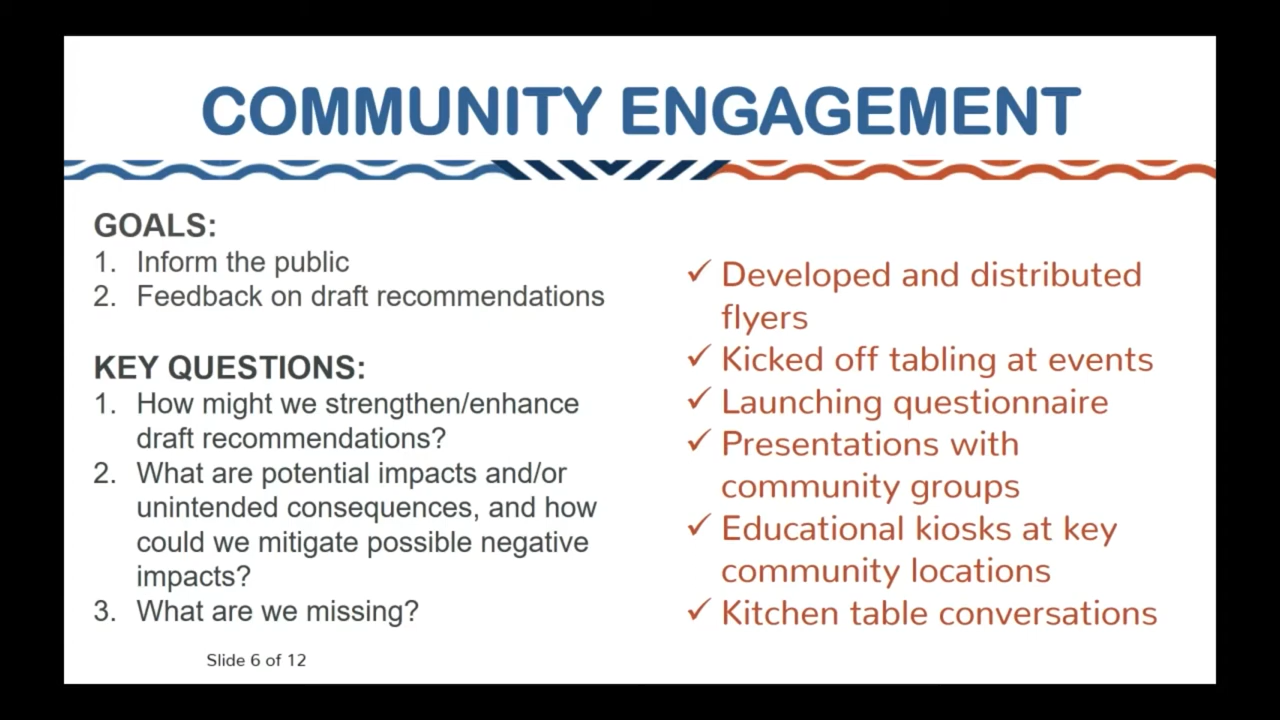 COMMUNITY ENGAGEMENT
GOALS:
1. Inform the public
2. Feedback on draft recommendations
KEY QUESTIONS:
1. How might we strengthen/enhance
draft recommendations?
2. What are potential impacts and/or
unintended consequences, and how
could we mitigate possible negative
impacts?
3. What are we missing?
✓ Developed and distributed
flyers
✓ Kicked off tabling at events
✓ Launching questionnaire
✓ Presentations with
community groups
✓ Educational kiosks at key
community locations
✓ Kitchen table conversations
Slide 6 of 12